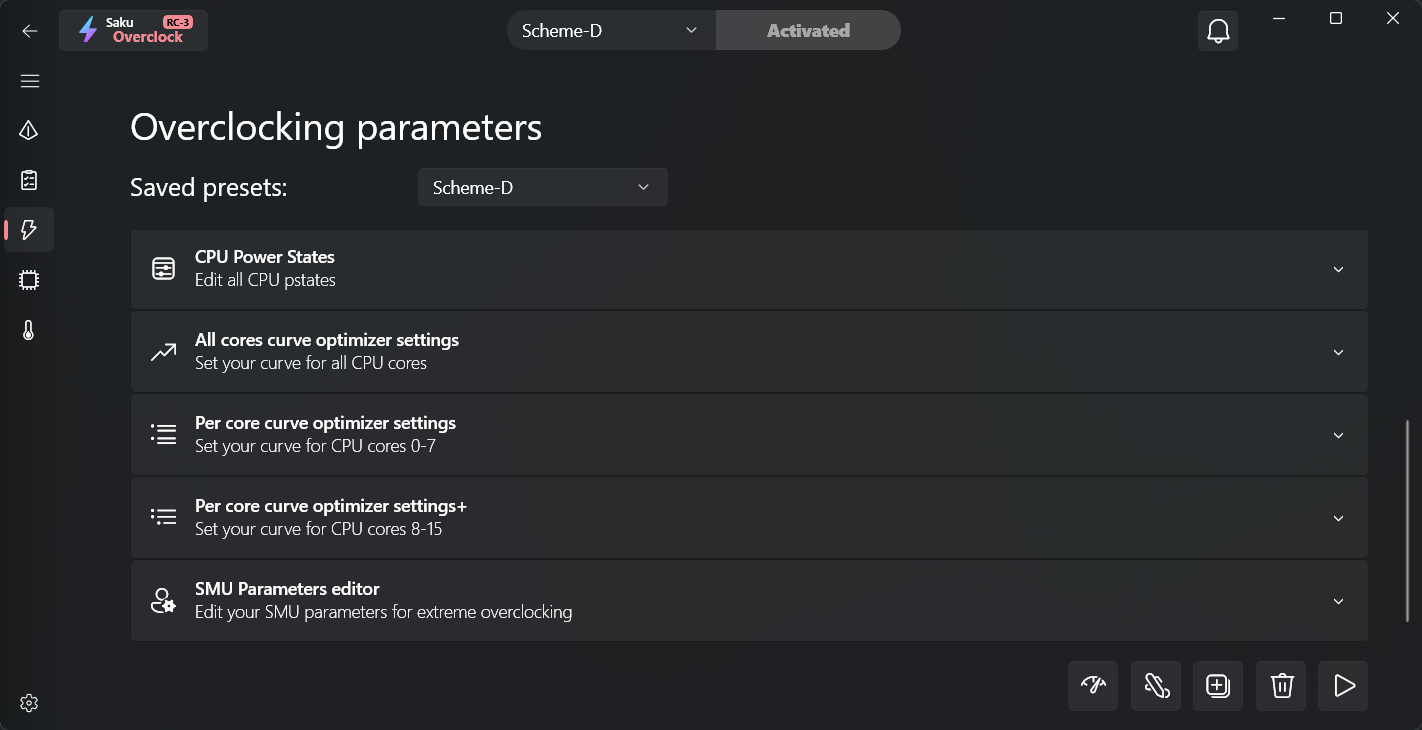 Saku
RC-3
Overclock
Scheme-D
Activated
Overclocking parameters
Saved presets:
Scheme-D
CPU Power States
Edit all CPU pstates
All cores curve optimizer settings
Set your curve for all CPU cores
Per core curve optimizer settings
Set your curve for CPU cores 0-7
Per core curve optimizer settings+
Set your curve for CPU cores 8-15
SMU Parameters editor
Edit your SMU parameters for extreme overclocking